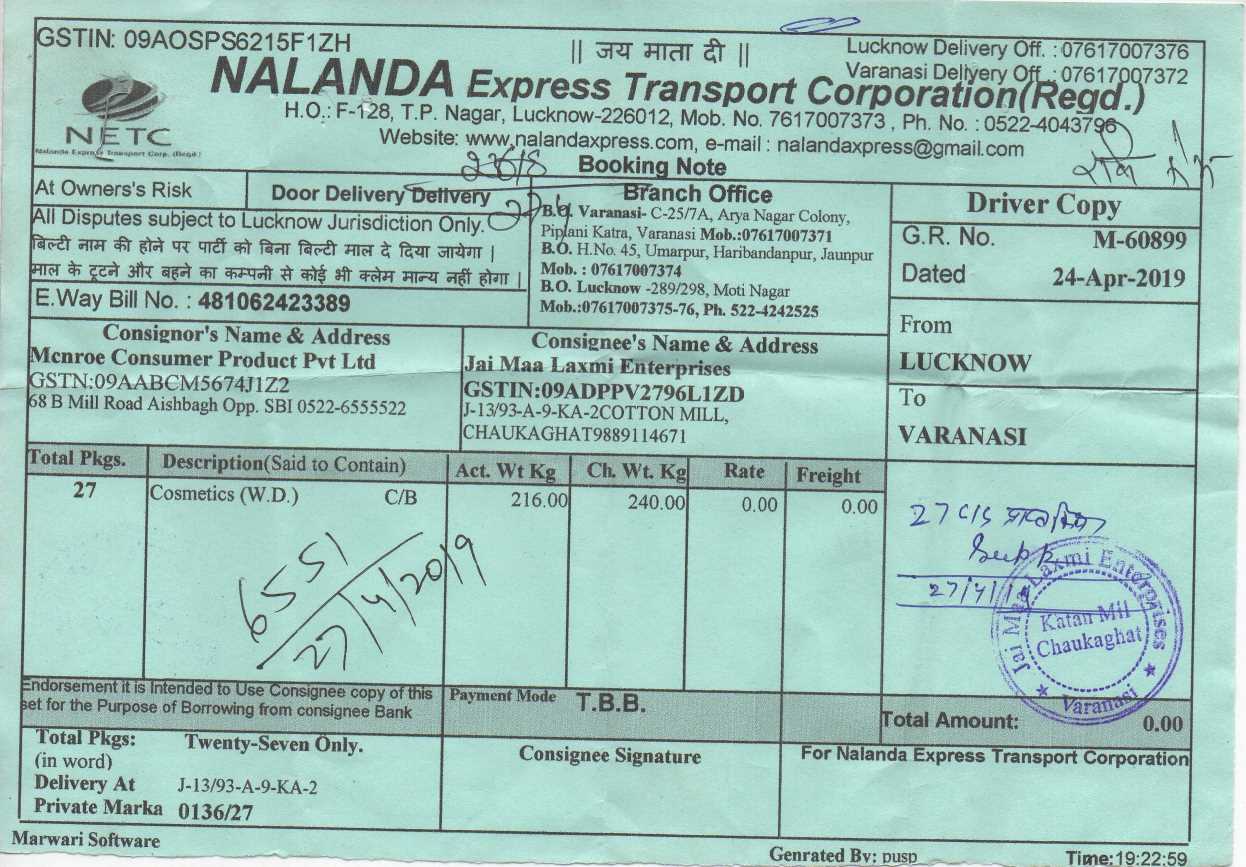 GSTIN: 09AOSPS6215F1ZH
|| जय माता दी ||
Lucknow Delivery Off. : 07617007376
Varanasi Delivery Off. : 07617007372
NALANDA Express Transport Corporation(Regd.)
NETC
Nalanda Express Transport Corp. (Regd.)
H.O.: F-128, T.P. Nagar, Lucknow-226012, Mob. No. 7617007373 , Ph. No. : 0522-4043796
Website: www.nalandaxpress.com, e-mail : nalandaxpress@gmail.com
Booking Note
At Owners's Risk
Door Delivery Delivery
All Disputes subject to Lucknow Jurisdiction Only.
बिल्टी नाम की होने पर पार्टी को बिना बिल्टी माल दे दिया जायेगा |
माल के टूटने और बहने का कम्पनी से कोई भी क्लेम मान्य नहीं होगा |
E.Way Bill No. : 481062423389
Branch Office
B.O. Varanasi- C-25/7A, Arya Nagar Colony,
Piplani Katra, Varanasi Mob.:07617007371
B.O. H.No. 45, Umarpur, Haribandanpur, Jaunpur
Mob. : 07617007374
B.O. Lucknow -289/298, Moti Nagar
Mob.:07617007375-76, Ph. 522-4242525
Driver Copy
G.R. No. M-60899
Dated 24-Apr-2019
From
LUCKNOW
To
VARANASI
Consignor's Name & Address
Mcnroe Consumer Product Pvt Ltd
GSTN:09AABCM5674J1Z2
68 B Mill Road Aishbagh Opp. SBI 0522-6555522
Consignee's Name & Address
Jai Maa Laxmi Enterprises
GSTIN:09ADPPV2796L1ZD
J-13/93-A-9-KA-2COTTON MILL,
CHAUKAGHAT9889114671
Total Pkgs. Description(Said to Contain) Act. Wt Kg Ch. Wt. Kg Rate Freight
27 Cosmetics (W.D.) C/B 216.00 240.00 0.00 0.00
6551
27/4/2019
27 C/S
27/4/19
Jai Maa Laxmi Enterprises
Katan Mil
Chaukaghat
Varanasi
Endorsement it is Intended to Use Consignee copy of this
set for the Purpose of Borrowing from consignee Bank
Payment Mode T.B.B.
Total Amount: 0.00
Total Pkgs: Twenty-Seven Only.
(in word)
Delivery At J-13/93-A-9-KA-2
Private Marka 0136/27
Consignee Signature
For Nalanda Express Transport Corporation
Marwari Software
Genrated By: pusp
Time:19:22:59